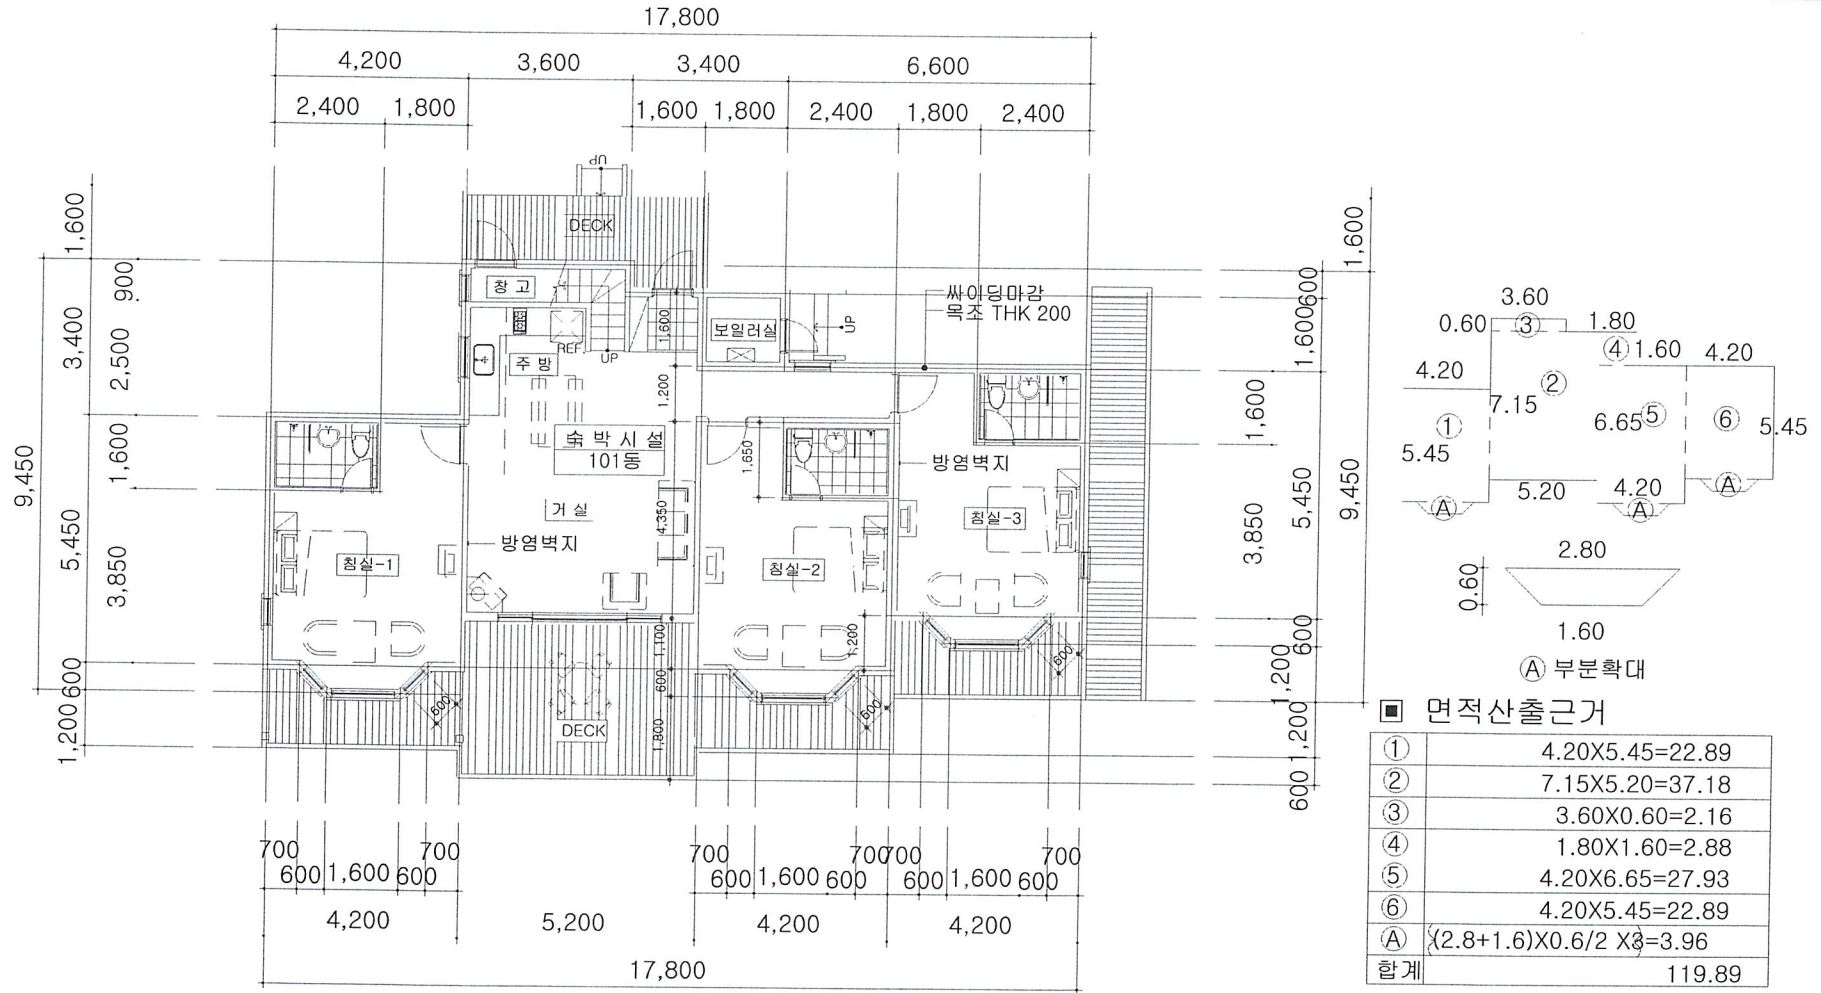 17,800
4,200 3,600 3,400 6,600
2,400 1,800 1,600 1,800 2,400 1,800 2,400
UP
DECK
1,600
900
3,400
2,500
9,450
1,600
5,450
3,850
600
1,200
창고
REF
UP
주방
1,600
보일러실
UP
싸이딩마감
목조 THK 200
1,200
숙박시설
101동
1,650
방염벽지
거실
4,350
방염벽지
침실-1
침실-2
침실-3
1,100
600
1,800
1,200
600
600
600
DECK
1,600
600
600
1,600
1,600
5,450
9,450
3,850
600
1,200
1,200
600
700 700 700 700 700 700
600 1,600 600 600 1,600 600 600 1,600 600
4,200 5,200 4,200 4,200
17,800
3.60
0.60 ③ 1.80
④ 1.60 4.20
4.20
②
7.15
① 6.65 ⑤ ⑥ 5.45
5.45
5.20 4.20
Ⓐ Ⓐ Ⓐ
2.80
0.60
1.60
Ⓐ 부분확대
▣ 면적산출근거
① 4.20X5.45=22.89
② 7.15X5.20=37.18
③ 3.60X0.60=2.16
④ 1.80X1.60=2.88
⑤ 4.20X6.65=27.93
⑥ 4.20X5.45=22.89
Ⓐ (2.8+1.6)X0.6/2 X3=3.96
합계 119.89